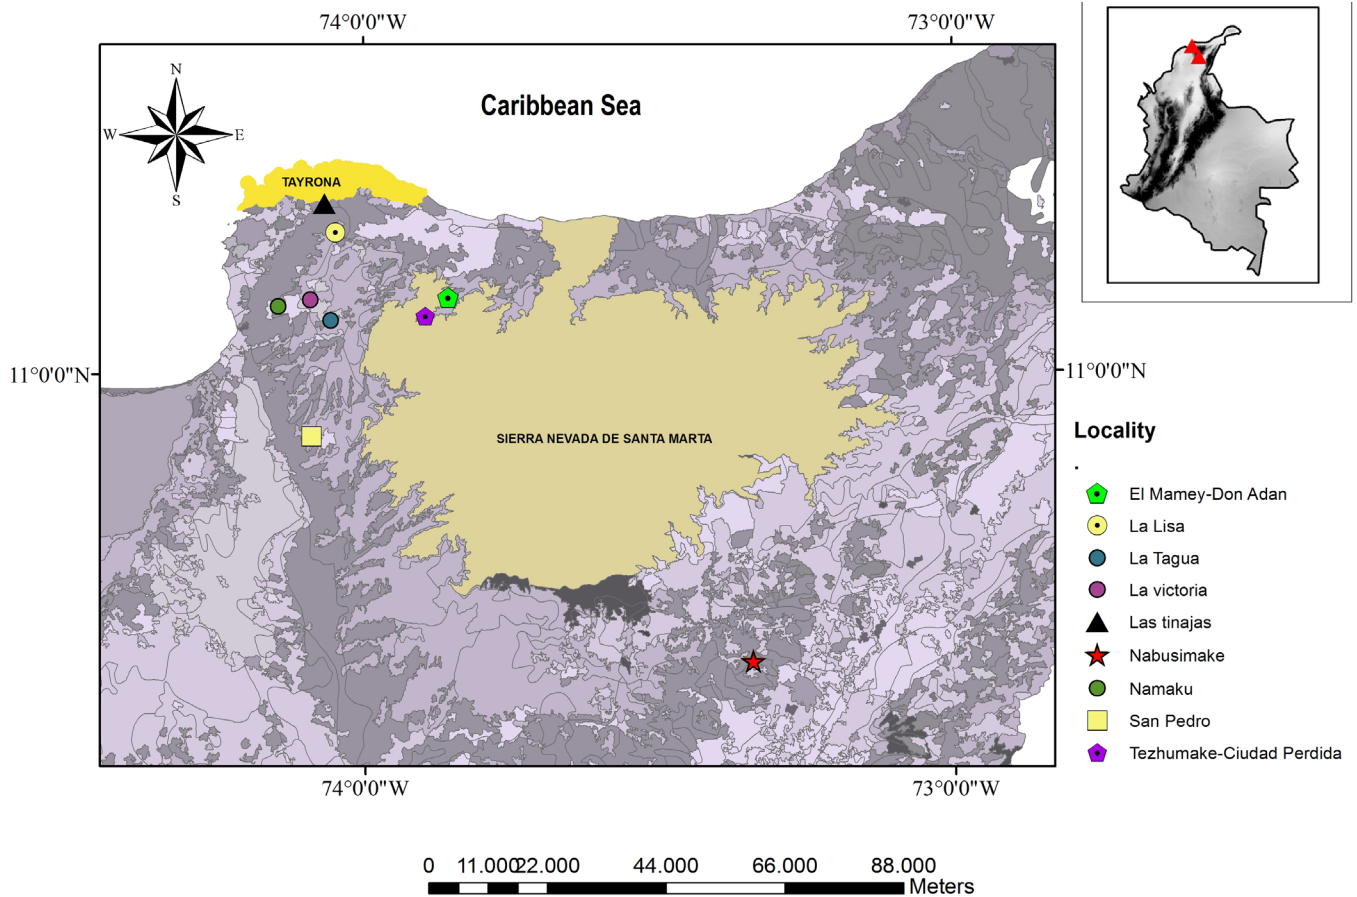 74°0'0"W
73°0'0"W
Caribbean Sea
N
W
E
S
TAYRONA
11°0'0"N
11°0'0"N
SIERRA NEVADA DE SANTA MARTA
Locality
.
El Mamey-Don Adan
La Lisa
La Tagua
La victoria
Las tinajas
Nabusimake
Namaku
San Pedro
Tezhumake-Ciudad Perdida
74°0'0"W
73°0'0"W
0 11.000 22.000 44.000 66.000 88.000
Meters